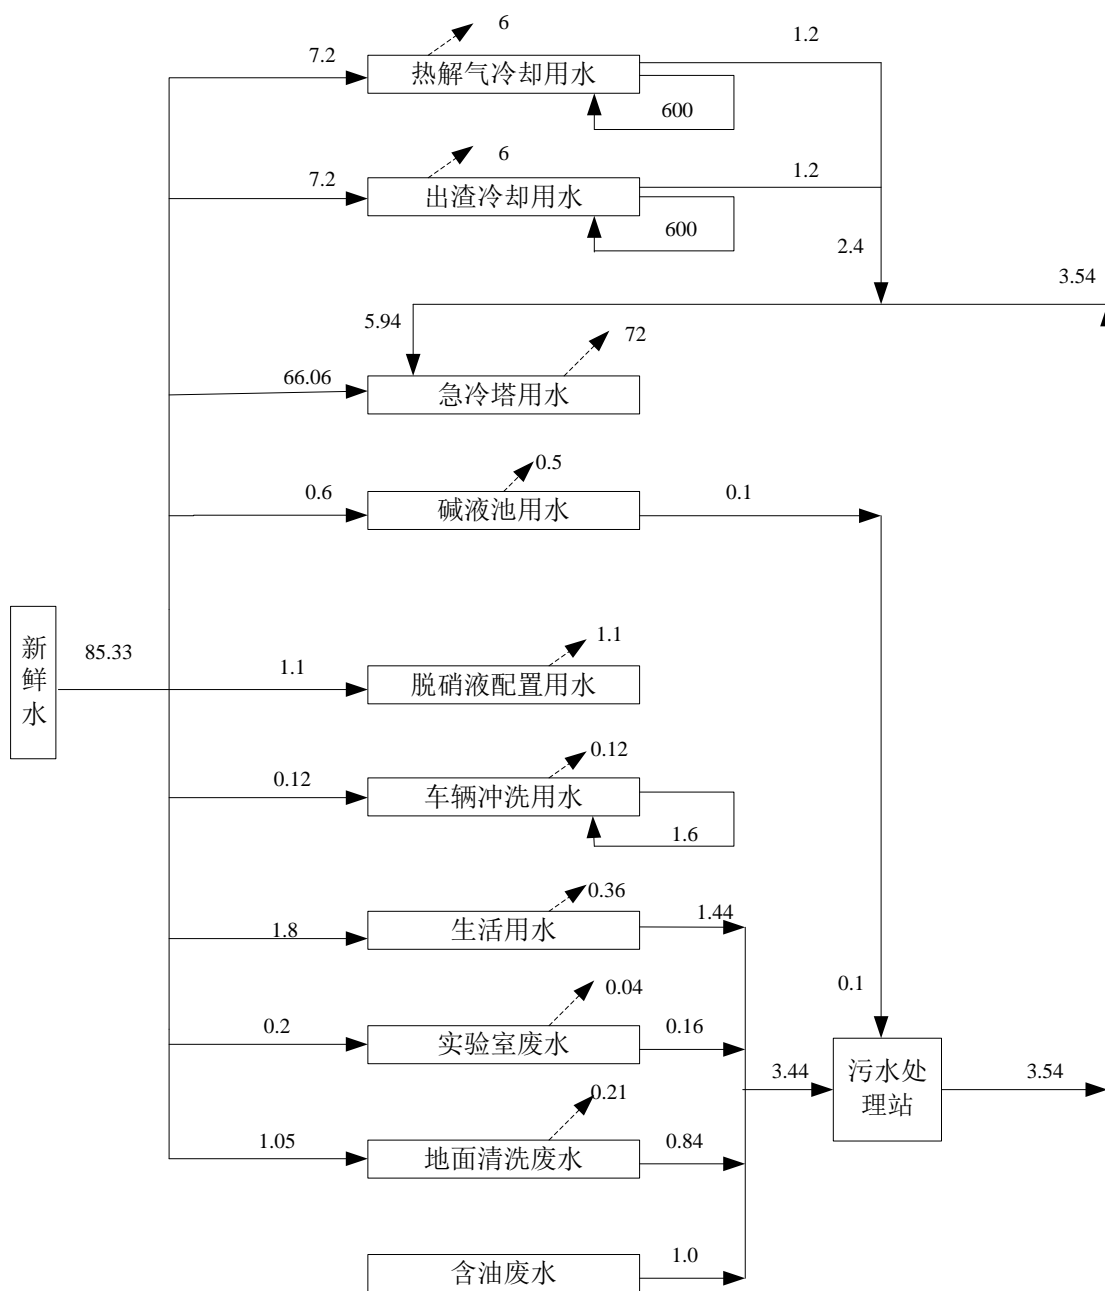 6
1.2
7.2
热解气冷却用水
600
6
1.2
7.2
出渣冷却用水
600
2.4
3.54
5.94
72
66.06
急冷塔用水
0.5
0.6
碱液池用水
0.1
新鲜水
85.33
1.1
1.1
脱硝液配置用水
0.12
0.12
车辆冲洗用水
1.6
0.36
1.8
生活用水
1.44
0.04
0.1
0.2
实验室废水
0.16
3.44
污水处
理站
3.54
0.21
1.05
地面清洗废水
0.84
含油废水
1.0